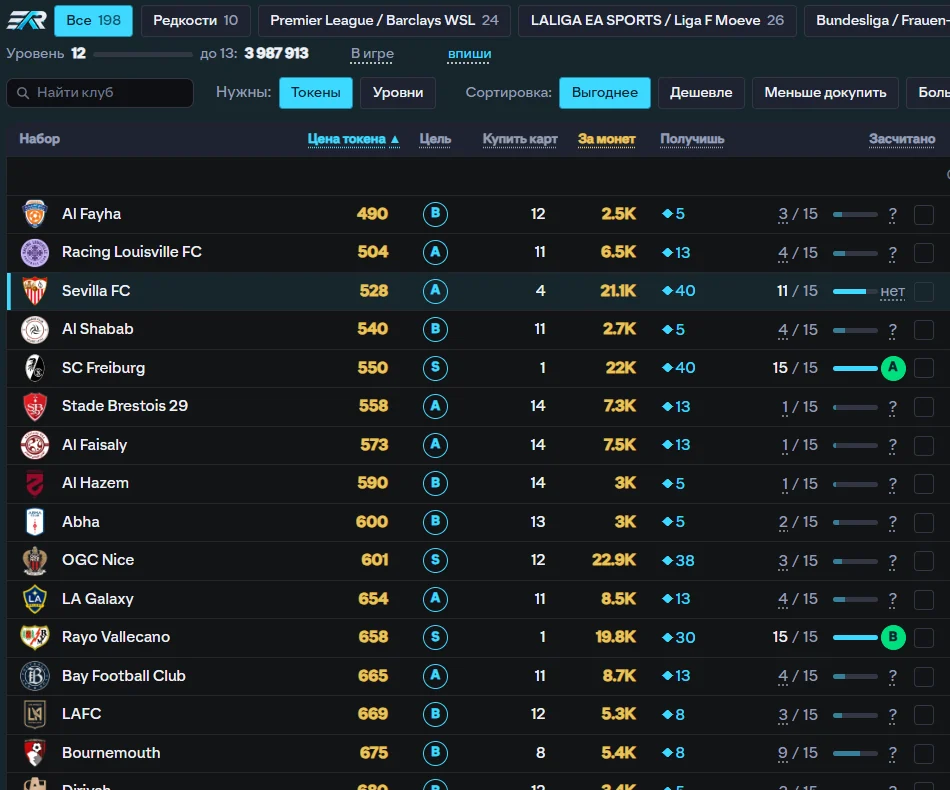 Все 198 Редкости 10 Premier League / Barclays WSL 24 LALIGA EA SPORTS / Liga F Moeve 26 Bundesliga / Frauen-
Уровень 12 до 13: 3 987 913 В игре впиши
Найти клуб Нужны: Токены Уровни Сортировка: Выгоднее Дешевле Меньше докупить Боль
Набор Цена токена ▲ Цель Купить карт За монет Получишь Засчитано
Al Fayha 490 B 12 2.5K 5 3 / 15 ?
Racing Louisville FC 504 A 11 6.5K 13 4 / 15 ?
Sevilla FC 528 A 4 21.1K 40 11 / 15 нет
Al Shabab 540 B 11 2.7K 5 4 / 15 ?
SC Freiburg 550 S 1 22K 40 15 / 15 A
Stade Brestois 29 558 A 14 7.3K 13 1 / 15 ?
Al Faisaly 573 A 14 7.5K 13 1 / 15 ?
Al Hazem 590 B 14 3K 5 1 / 15 ?
Abha 600 B 13 3K 5 2 / 15 ?
OGC Nice 601 S 12 22.9K 38 3 / 15 ?
LA Galaxy 654 A 11 8.5K 13 4 / 15 ?
Rayo Vallecano 658 S 1 19.8K 30 15 / 15 B
Bay Football Club 665 A 11 8.7K 13 4 / 15 ?
LAFC 669 B 12 5.3K 8 3 / 15 ?
Bournemouth 675 B 8 5.4K 8 9 / 15 ?
Diriyah 680 B 12 3.4K 5 3 / 15 ?